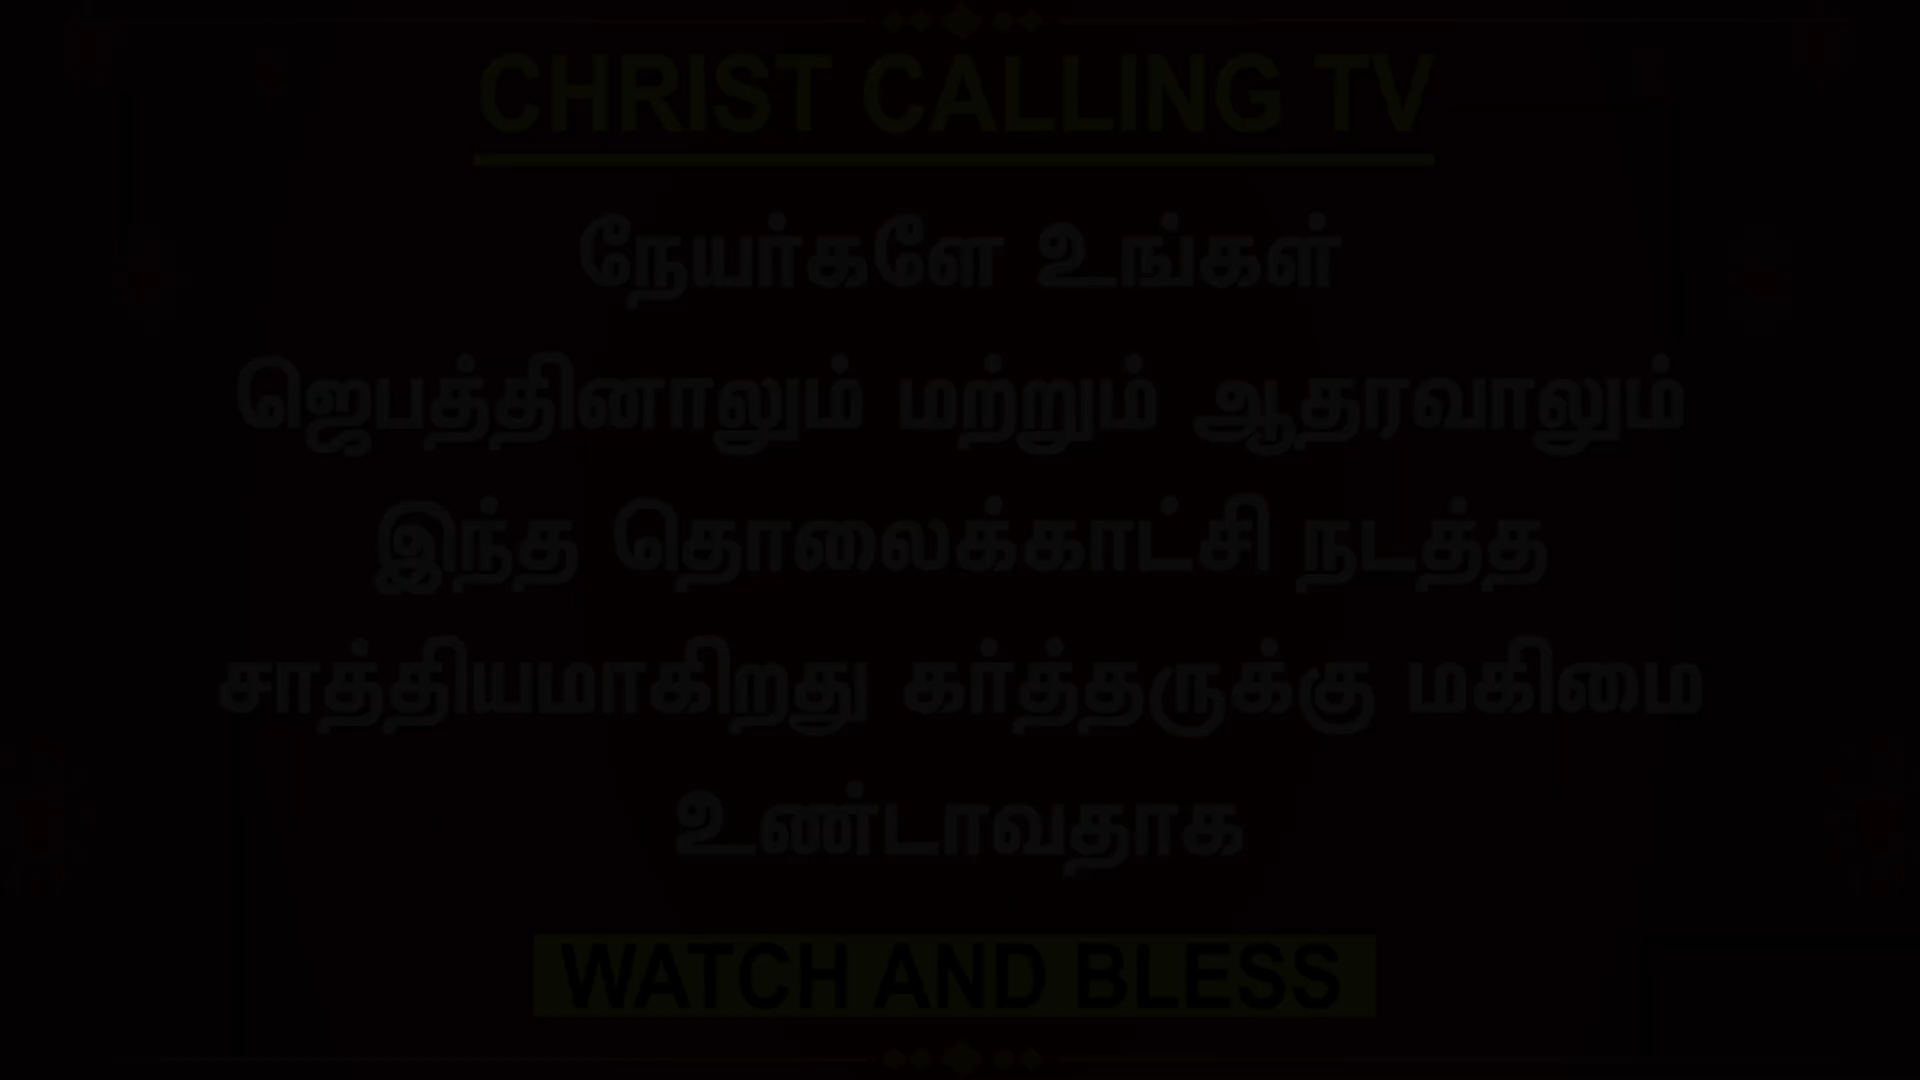 CHRIST CALLING TV
நேயர்களே உங்கள்
ஜெபத்தினாலும் மற்றும் ஆதரவாலும்
இந்த தொலைக்காட்சி நடத்த
சாத்தியமாகிறது கர்த்தருக்கு மகிமை
உண்டாவதாக
WATCH AND BLESS